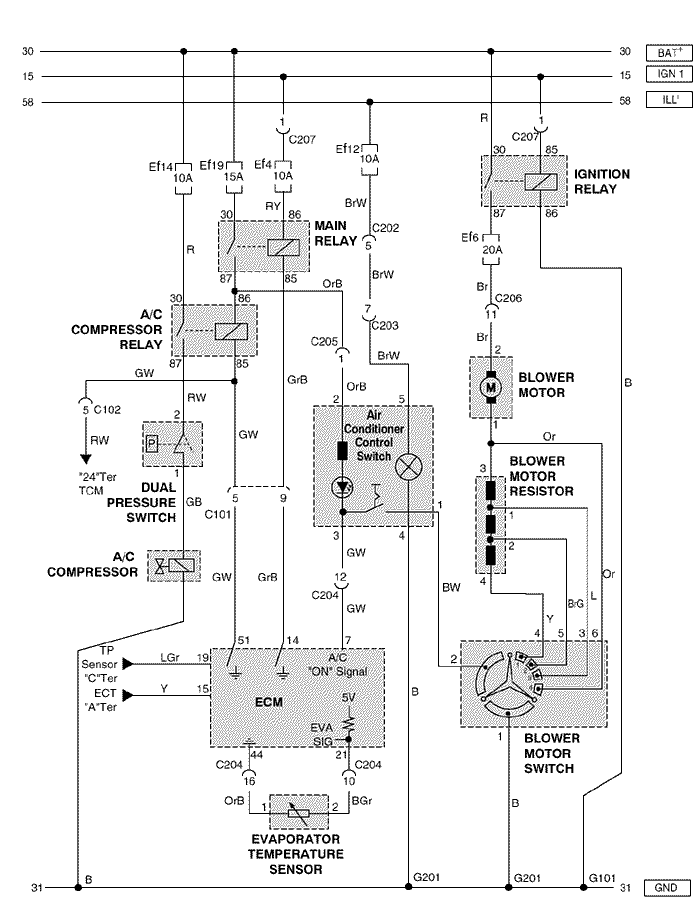 30 30 BAT+
15 15 IGN 1
58 58 ILL'
1 C207
R
1 C207
Ef14 10A
Ef19 15A
Ef4 10A
Ef12 10A
30 85
IGNITION
RELAY
87 86
RY
BrW
30 86
MAIN
RELAY
87 85
C202
5
Ef6 20A
R
BrW
OrB
Br
C206
11
30 86
A/C
COMPRESSOR
RELAY
87 85
7
C203
C205
1
BrW
Br
2
BLOWER
MOTOR
M
1
GW
GrB
OrB
B
5 C102
RW
RW
2 5
Air
Conditioner
Control
Switch
2
P
1
GW
Or
"24"Ter
TCM
DUAL
PRESSURE
SWITCH
3
BLOWER
MOTOR
RESISTOR
1
2
4
GB
5 9
C101
1
3 4
A/C
COMPRESSOR
GW
GW GrB
12
C204
GW
BW
Y BrG L Or
51 14 7
4 5 3 6
TP
Sensor
"C"Ter
LGr 19
A/C
"ON" Signal
2
ECT
"A"Ter
Y 15
ECM
5V
B
EVA
SIG
1
BLOWER
MOTOR
SWITCH
44 21
C204 C204
16 10
OrB 1 2 BGr
B
EVAPORATOR
TEMPERATURE
SENSOR
31 B G201 G201 G101 31 GND